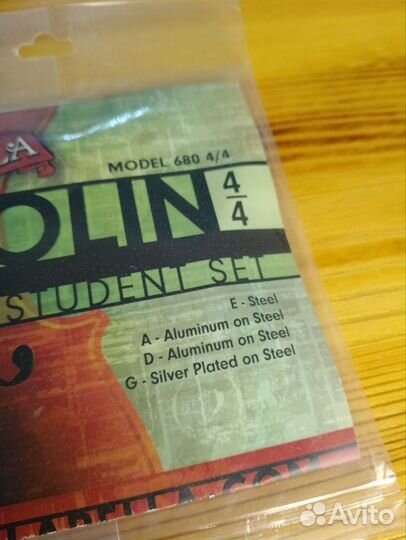 A
MODEL 680 4/4
OLIN 4/4
STUDENT SET
E - Steel
A - Aluminum on Steel
D - Aluminum on Steel
G - Silver Plated on Steel
Avito